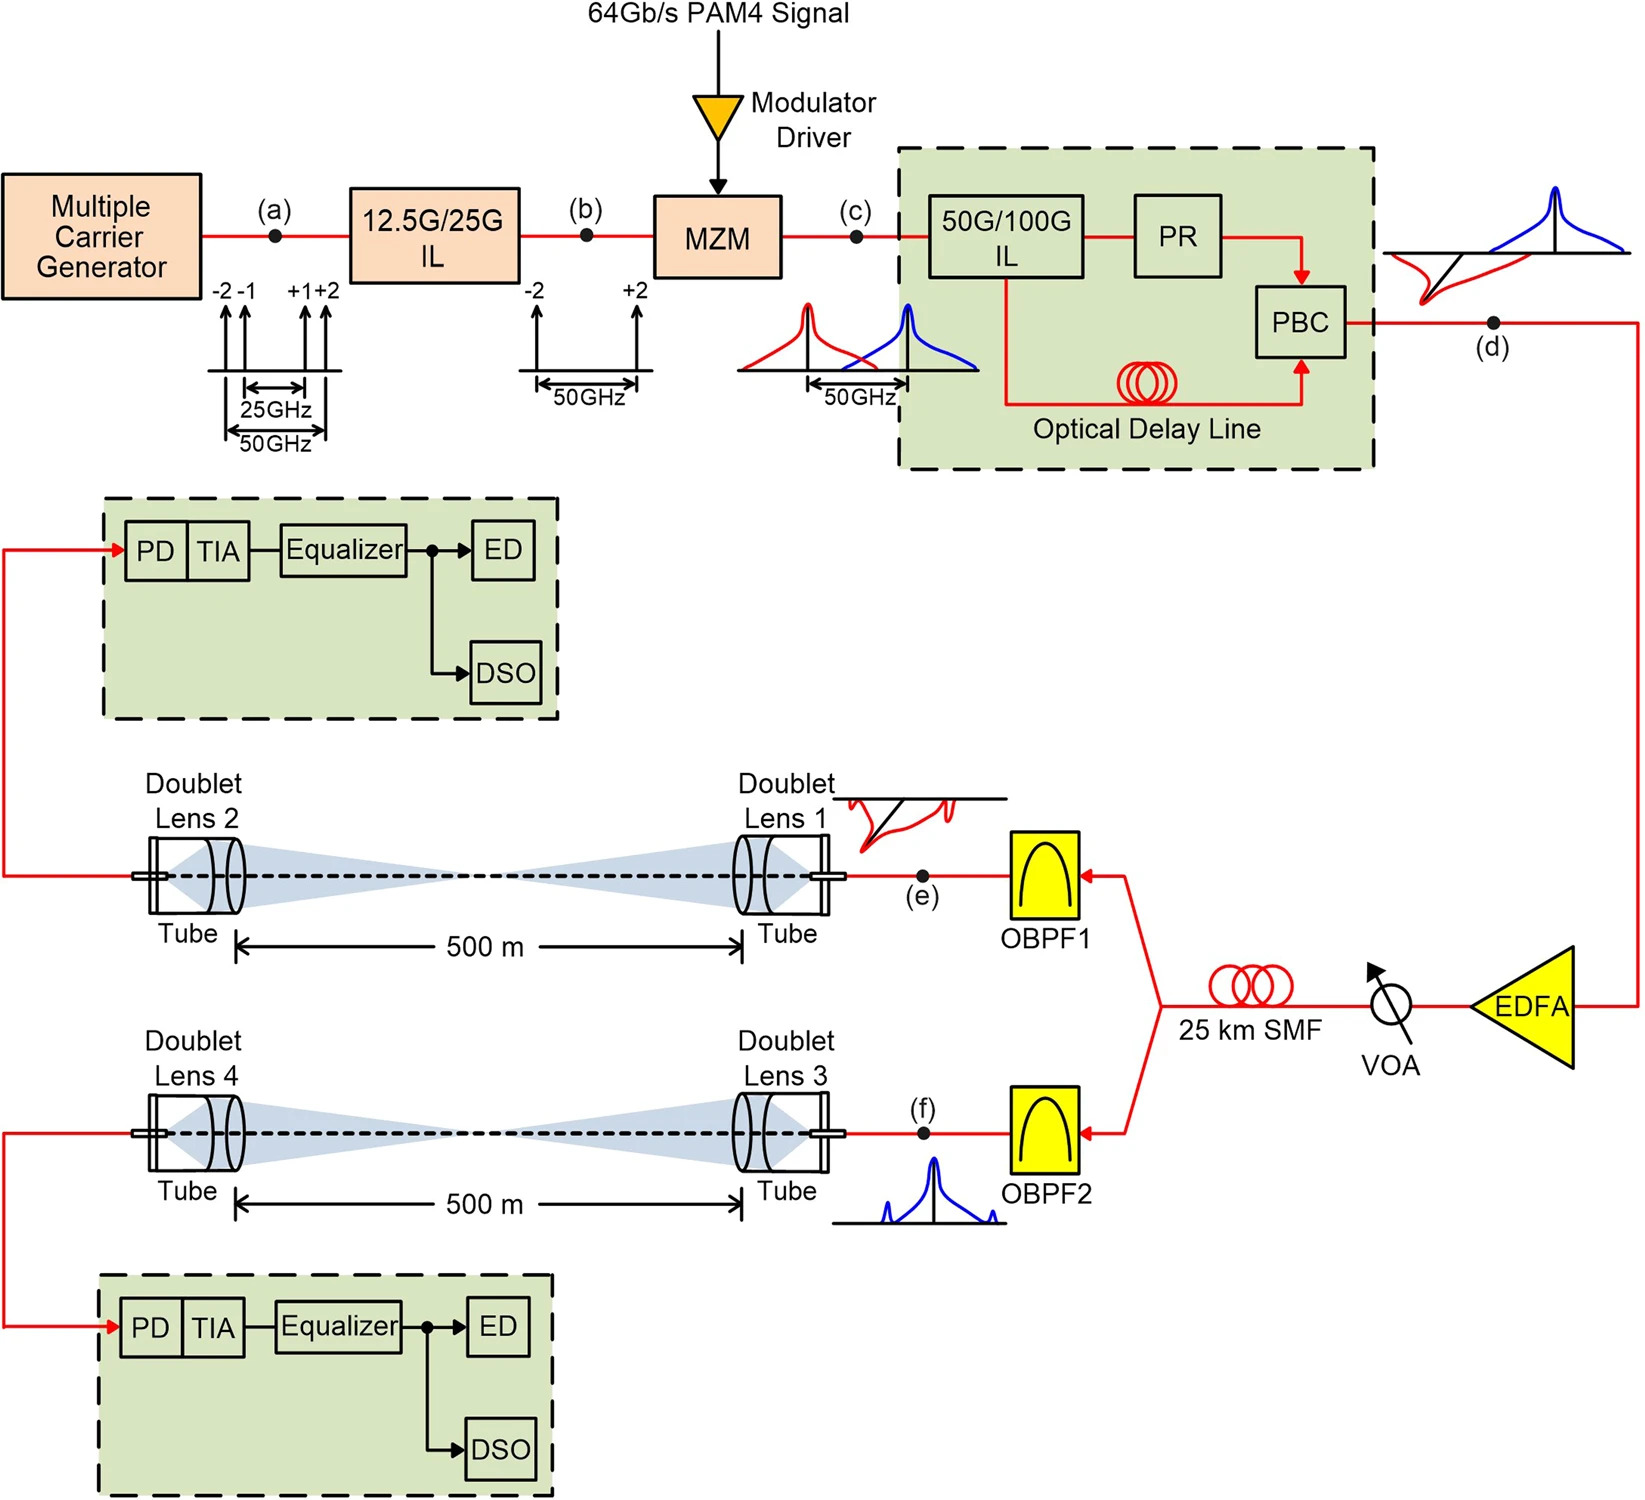 64Gb/s PAM4 Signal
Modulator
Driver
Multiple
Carrier
Generator
(a)
12.5G/25G
IL
(b)
MZM
(c)
50G/100G
IL
PR
PBC
Optical Delay Line
(d)
-2 -1 +1 +2
25GHz
50GHz
-2 +2
50GHz
50GHz
PD TIA Equalizer ED
DSO
Doublet
Lens 2
Doublet
Lens 1
Tube
500 m
Tube
(e)
OBPF1
25 km SMF
VOA
EDFA
Doublet
Lens 4
Doublet
Lens 3
Tube
500 m
Tube
(f)
OBPF2
PD TIA Equalizer ED
DSO